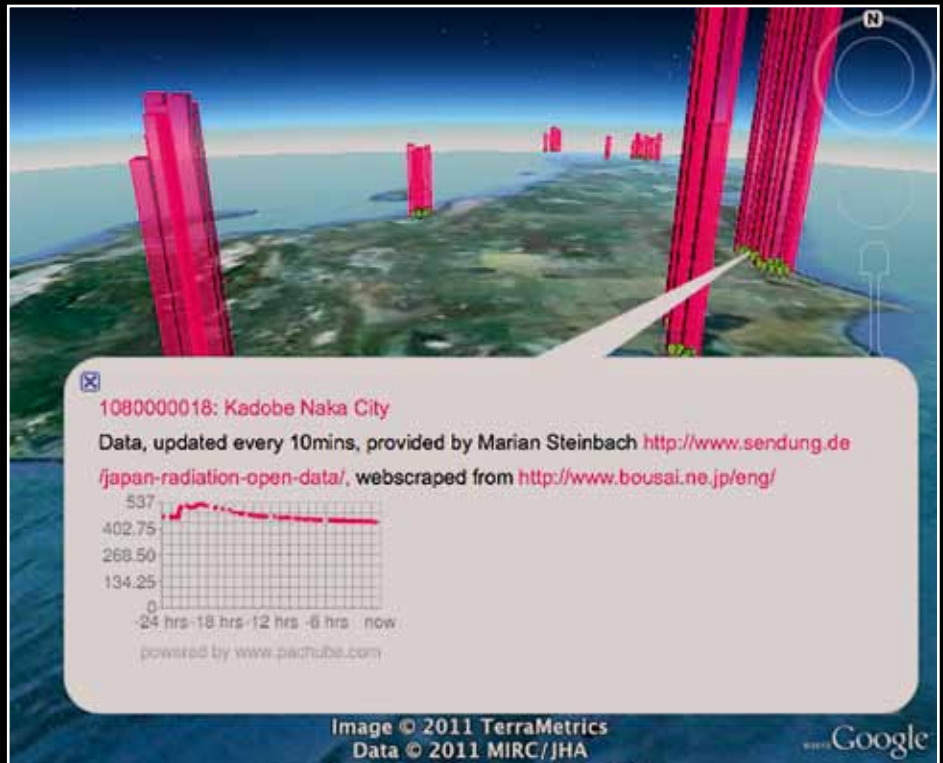 N
1080000018: Kadobe Naka City
Data, updated every 10mins, provided by Marian Steinbach http://www.sendung.de
/japan-radiation-open-data/, webscraped from http://www.bousai.ne.jp/eng/
537
402.75
268.50
134.25
0
-24 hrs -18 hrs -12 hrs -6 hrs now
powered by www.pachube.com
Image © 2011 TerraMetrics
Data © 2011 MIRC/JHA
Google